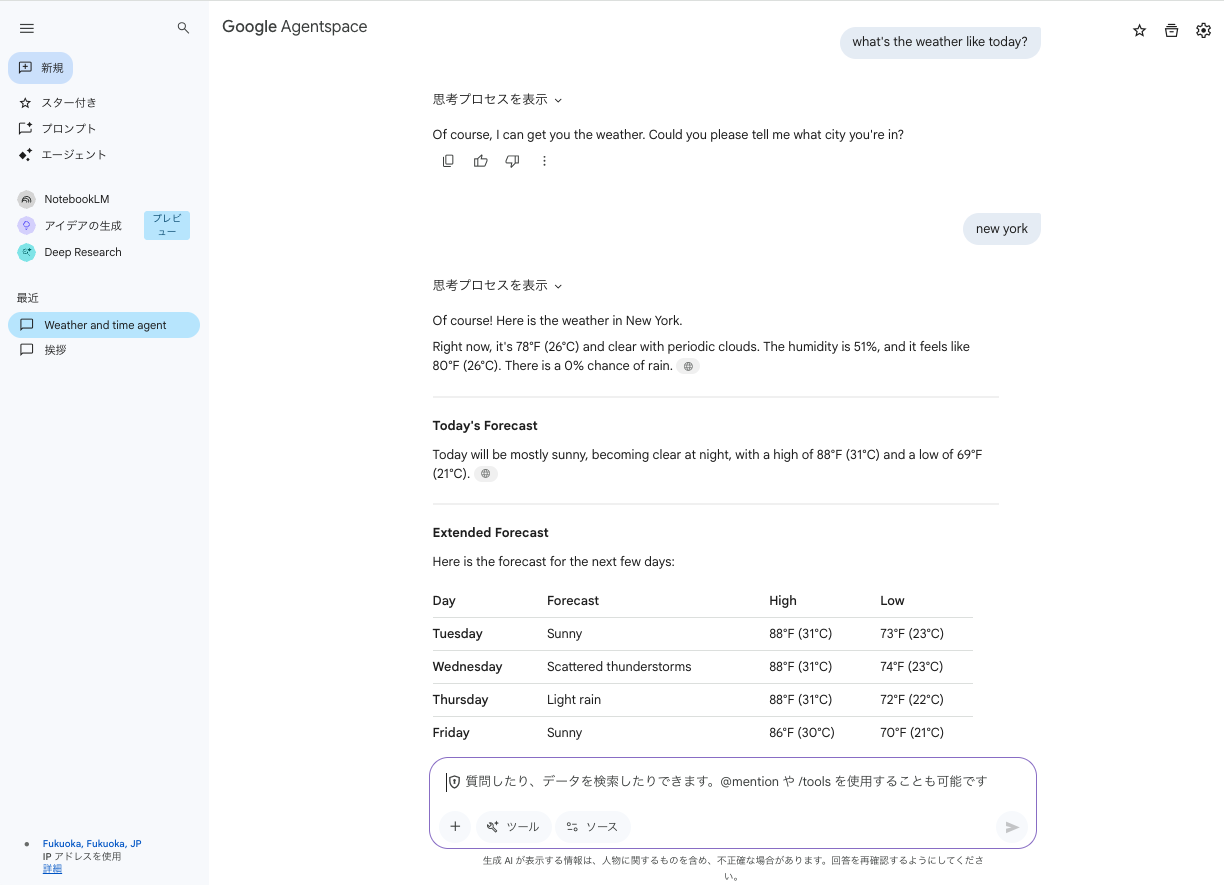 Google Agentspace
新規
スター付き
プロンプト
エージェント
NotebookLM
アイデアの生成
プレビ
ュー
Deep Research
最近
Weather and time agent
挨拶
Fukuoka, Fukuoka, JP
IP アドレスを使用
詳細
what's the weather like today?
思考プロセスを表示
Of course, I can get you the weather. Could you please tell me what city you're in?
new york
思考プロセスを表示
Of course! Here is the weather in New York.
Right now, it's 78°F (26°C) and clear with periodic clouds. The humidity is 51%, and it feels like
80°F (26°C). There is a 0% chance of rain.
Today's Forecast
Today will be mostly sunny, becoming clear at night, with a high of 88°F (31°C) and a low of 69°F
(21°C).
Extended Forecast
Here is the forecast for the next few days:
Day Forecast High Low
Tuesday Sunny 88°F (31°C) 73°F (23°C)
Wednesday Scattered thunderstorms 88°F (31°C) 74°F (23°C)
Thursday Light rain 88°F (31°C) 72°F (22°C)
Friday Sunny 86°F (30°C) 70°F (21°C)
質問したり、データを検索したりできます。@mention や /tools を使用することも可能です
ツール ソース
生成 AI が表示する情報は、人物に関するものを含め、不正確な場合があります。回答を再確認するようにしてくださ
い。